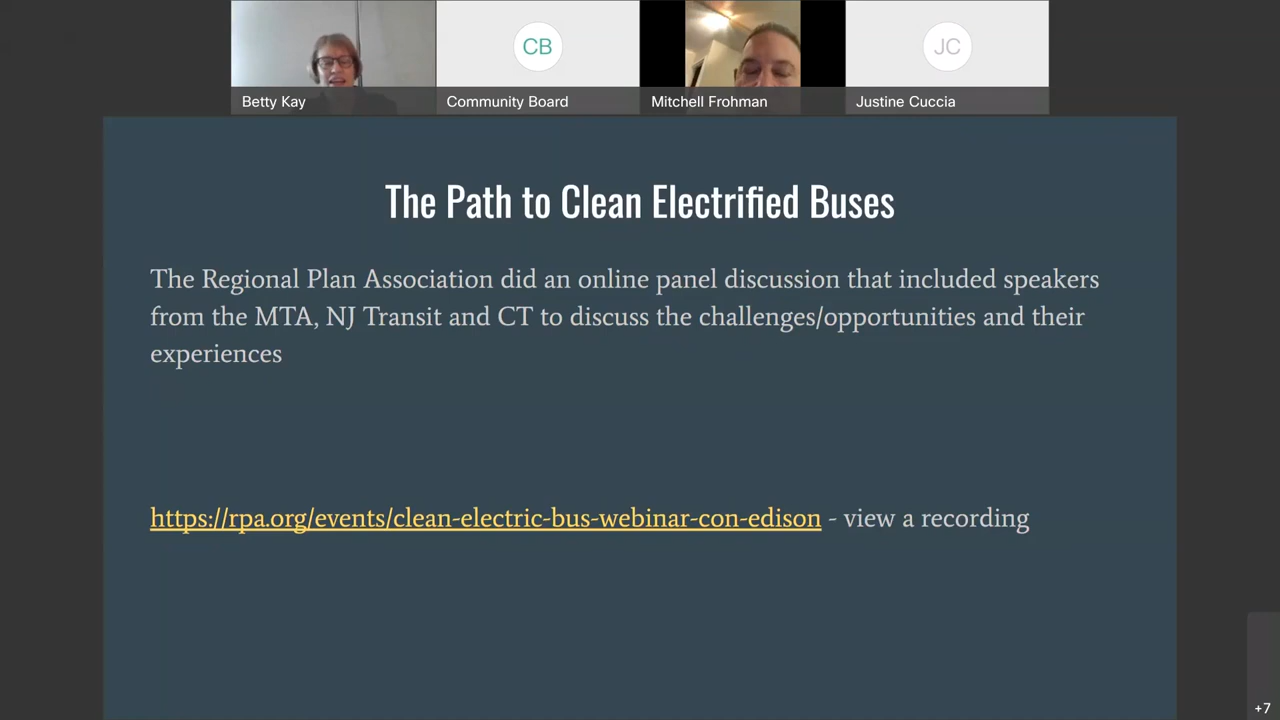 CB
JC
Betty Kay
Community Board
Mitchell Frohman
Justine Cuccia
The Path to Clean Electrified Buses
The Regional Plan Association did an online panel discussion that included speakers
from the MTA, NJ Transit and CT to discuss the challenges/opportunities and their
experiences
https://rpa.org/events/clean-electric-bus-webinar-con-edison - view a recording
+7